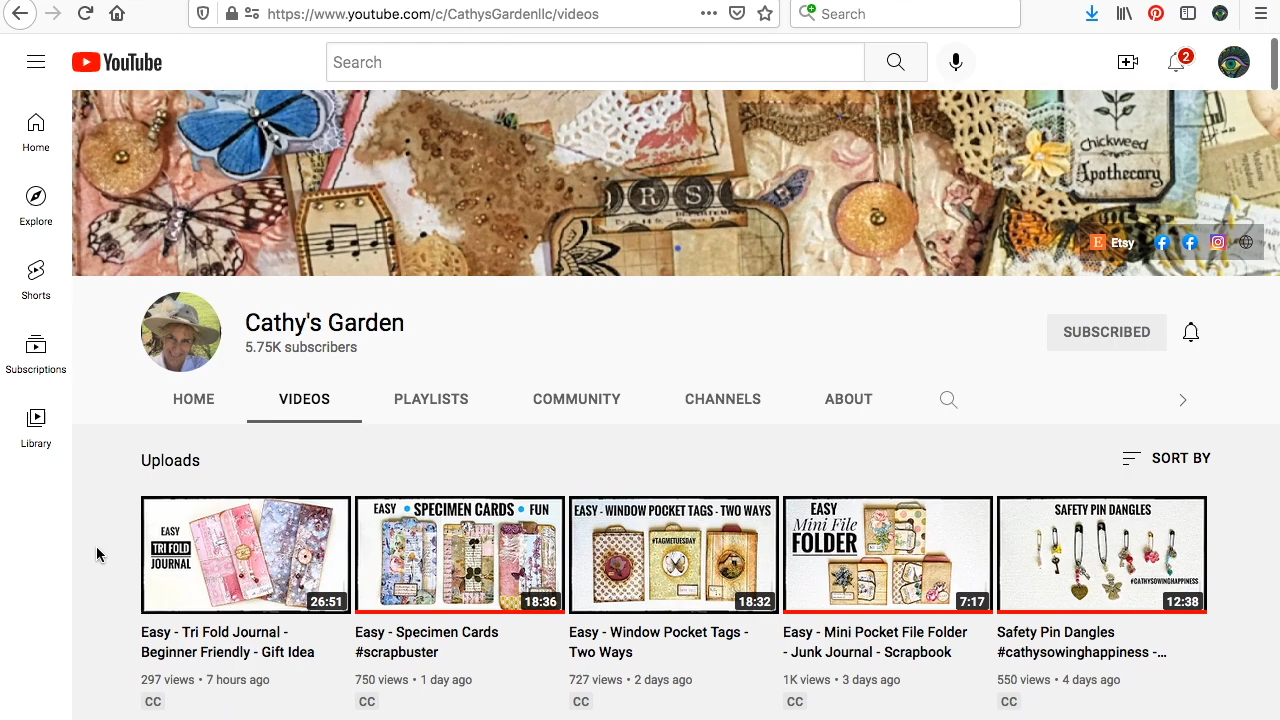 https://www.youtube.com/c/CathysGardenllc/videos
Search
YouTube
Search
2
Home
Explore
Shorts
Subscriptions
Library
Chickweed
Apothecary
RSE
Etsy
Cathy's Garden
5.75K subscribers
SUBSCRIBED
HOME
VIDEOS
PLAYLISTS
COMMUNITY
CHANNELS
ABOUT
Uploads
SORT BY
EASY
TRI FOLD
JOURNAL
26:51
Easy - Tri Fold Journal -
Beginner Friendly - Gift Idea
297 views • 7 hours ago
CC
EASY • SPECIMEN CARDS • FUN
18:36
Easy - Specimen Cards
#scrapbuster
750 views • 1 day ago
CC
EASY - WINDOW POCKET TAGS - TWO WAYS
#TAGMETUESDAY
18:32
Easy - Window Pocket Tags -
Two Ways
727 views • 2 days ago
CC
EASY
Mini File
FOLDER
7:17
Easy - Mini Pocket File Folder
- Junk Journal - Scrapbook
1K views • 3 days ago
CC
SAFETY PIN DANGLES
#CATHYSOWINGHAPPINESS
12:38
Safety Pin Dangles
#cathysowinghappiness -...
550 views • 4 days ago
CC